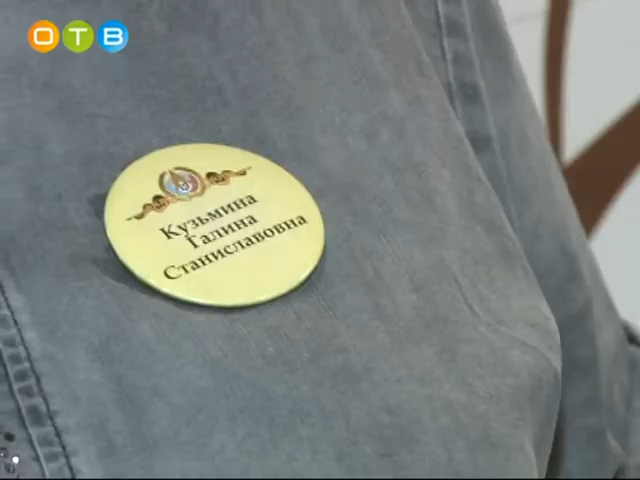 ОТВ
Кузьмина
Галина
Станиславовна